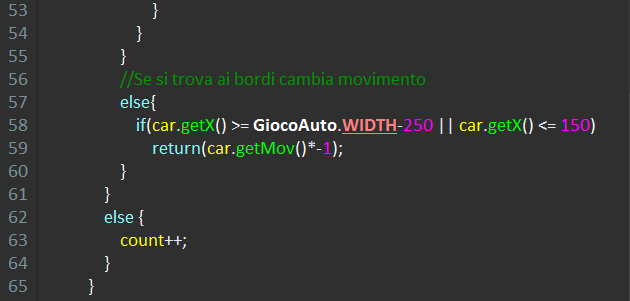 53 }
54 }
55 }
56 //Se si trova ai bordi cambia movimento
57 else{
58 if(car.getX() >= GiocoAuto.WIDTH-250 || car.getX() <= 150)
59 return(car.getMov()*-1);
60 }
61 }
62 else {
63 count++;
64 }
65 }